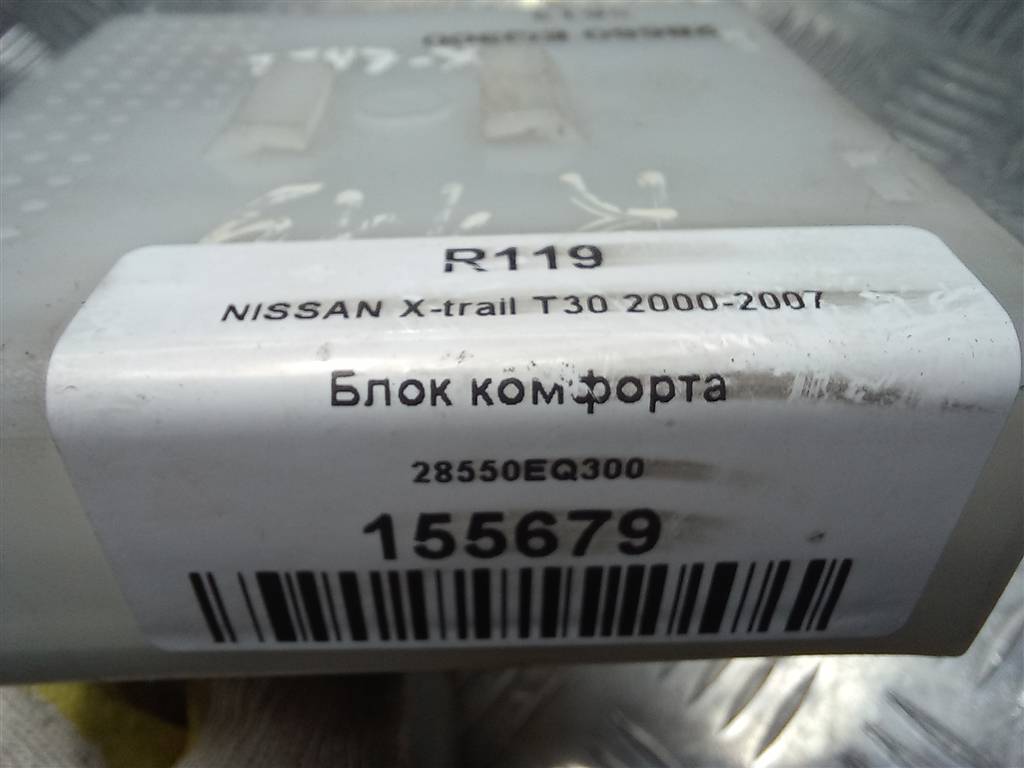 R119
NISSAN X-trail T30 2000-2007
Блок комфорта
28550EQ300
155679